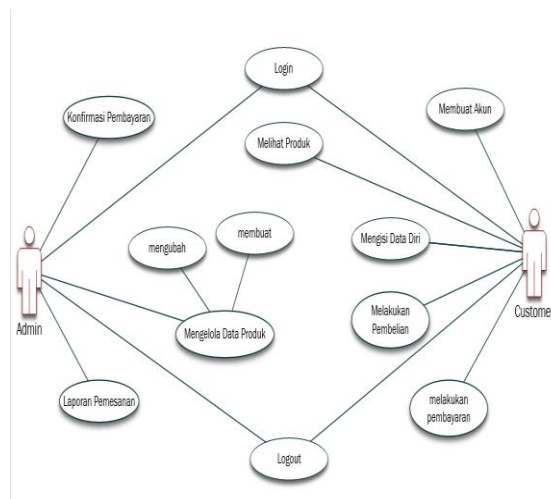 Login
Konfirmasi Pembayaran
Membuat Akun
Melihat Produk
mengubah
membuat
Mengisi Data Diri
Admin
Custome
Mengelola Data Produk
Melakukan
Pembelian
Laporan Pemesanan
melakukan
pembayaran
Logout